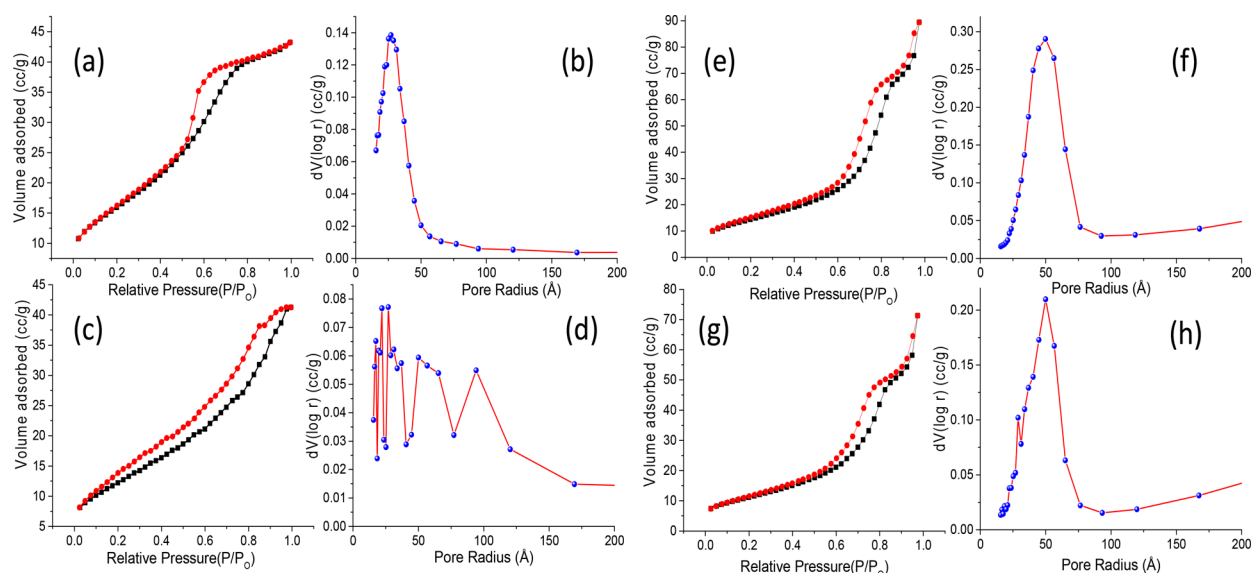 (a)
Volume adsorbed (cc/g)
45
40
35
30
25
20
15
10
0.0 0.2 0.4 0.6 0.8 1.0
Relative Pressure(P/P_O)
(b)
dV(log r) (cc/g)
0.14
0.12
0.10
0.08
0.06
0.04
0.02
0.00
0 50 100 150 200
Pore Radius (Å)
(c)
Volume adsorbed (cc/g)
45
40
35
30
25
20
15
10
5
0.0 0.2 0.4 0.6 0.8 1.0
Relative Pressure(P/P_O)
(d)
dV(log r) (cc/g)
0.08
0.07
0.06
0.05
0.04
0.03
0.02
0.01
0.00
0 50 100 150 200
Pore Radius (Å)
(e)
Volume adsorbed (cc/g)
90
80
70
60
50
40
30
20
10
0
0.0 0.2 0.4 0.6 0.8 1.0
Relative Pressure(P/P_O)
(f)
dV(log r) (cc/g)
0.30
0.25
0.20
0.15
0.10
0.05
0.00
0 50 100 150 200
Pore Radius (Å)
(g)
Volume adsorbed (cc/g)
80
70
60
50
40
30
20
10
0
0.0 0.2 0.4 0.6 0.8 1.0
Relative Pressure(P/P_O)
(h)
dV(log r) (cc/g)
0.20
0.15
0.10
0.05
0.00
0 50 100 150 200
Pore Radius (Å)